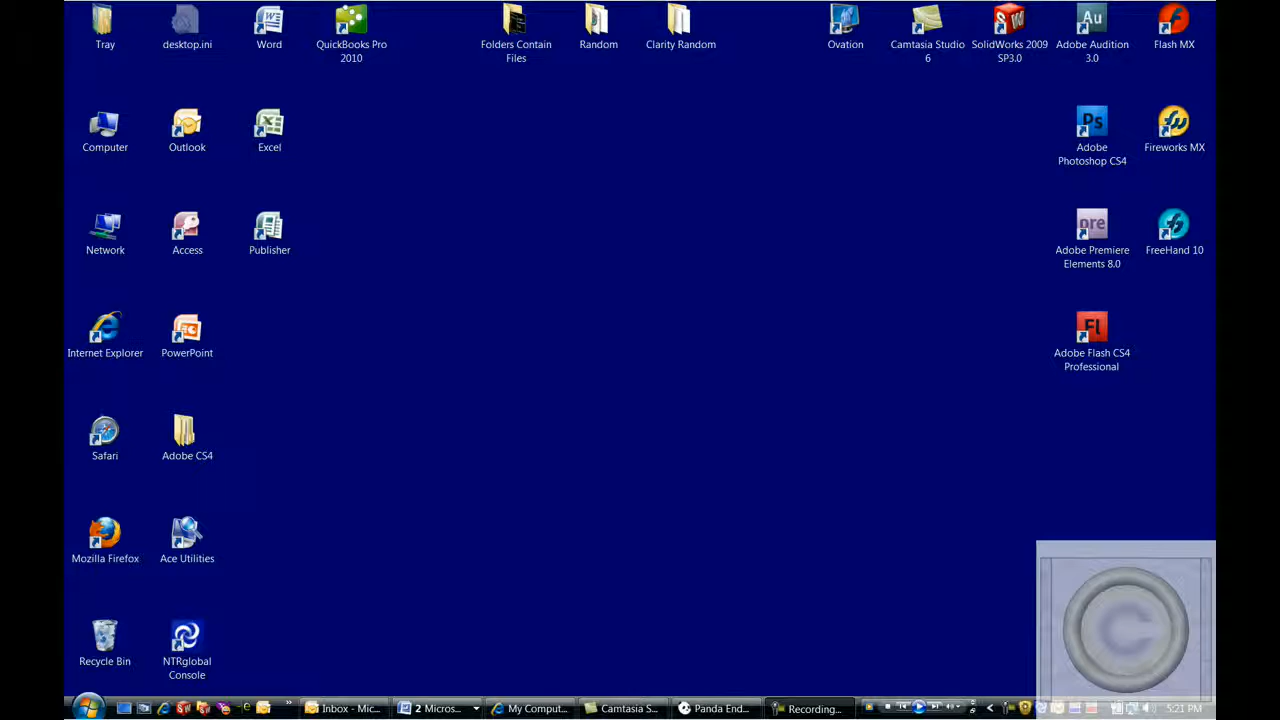 Tray
desktop.ini
Word
QuickBooks Pro
2010
Folders Contain
Files
Random
Clarity Random
Ovation
Camtasia Studio
6
SolidWorks 2009
SP3.0
Adobe Audition
3.0
Flash MX
Computer
Outlook
Excel
Adobe
Photoshop CS4
Fireworks MX
Network
Access
Publisher
Adobe Premiere
Elements 8.0
FreeHand 10
Internet Explorer
PowerPoint
Adobe Flash CS4
Professional
Safari
Adobe CS4
Mozilla Firefox
Ace Utilities
Recycle Bin
NTRglobal
Console
Inbox - Mic...
2 Micros...
My Comput...
Camtasia S...
Panda End...
Recording...
5:21 PM
Au
Ps
pre
Fl
C